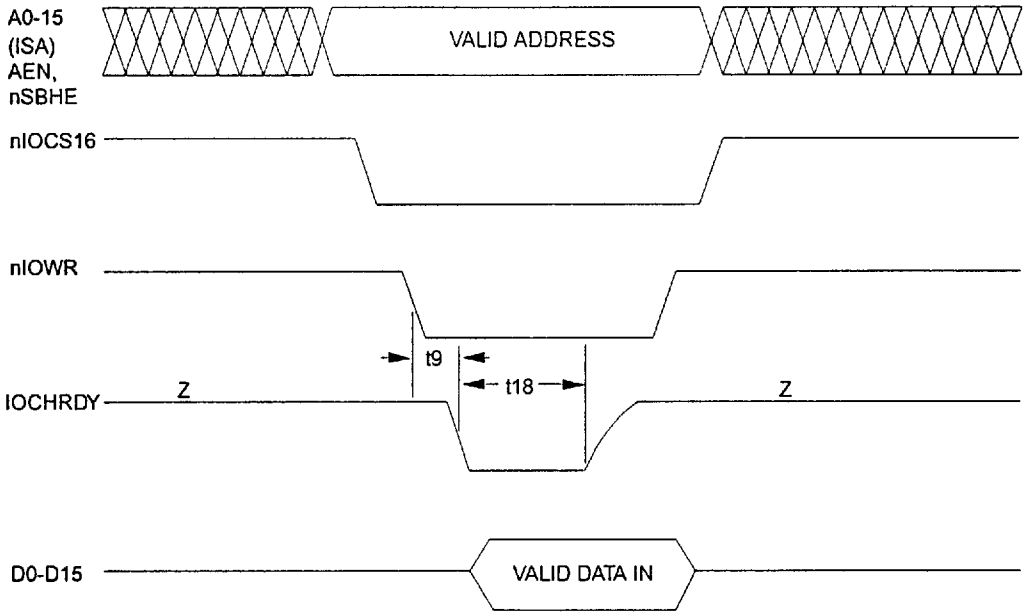 A0-15
(ISA)
AEN,
nSBHE
VALID ADDRESS
nIOCS16
nIOWR
t9
t18
IOCHRDY
Z
Z
D0-D15
VALID DATA IN